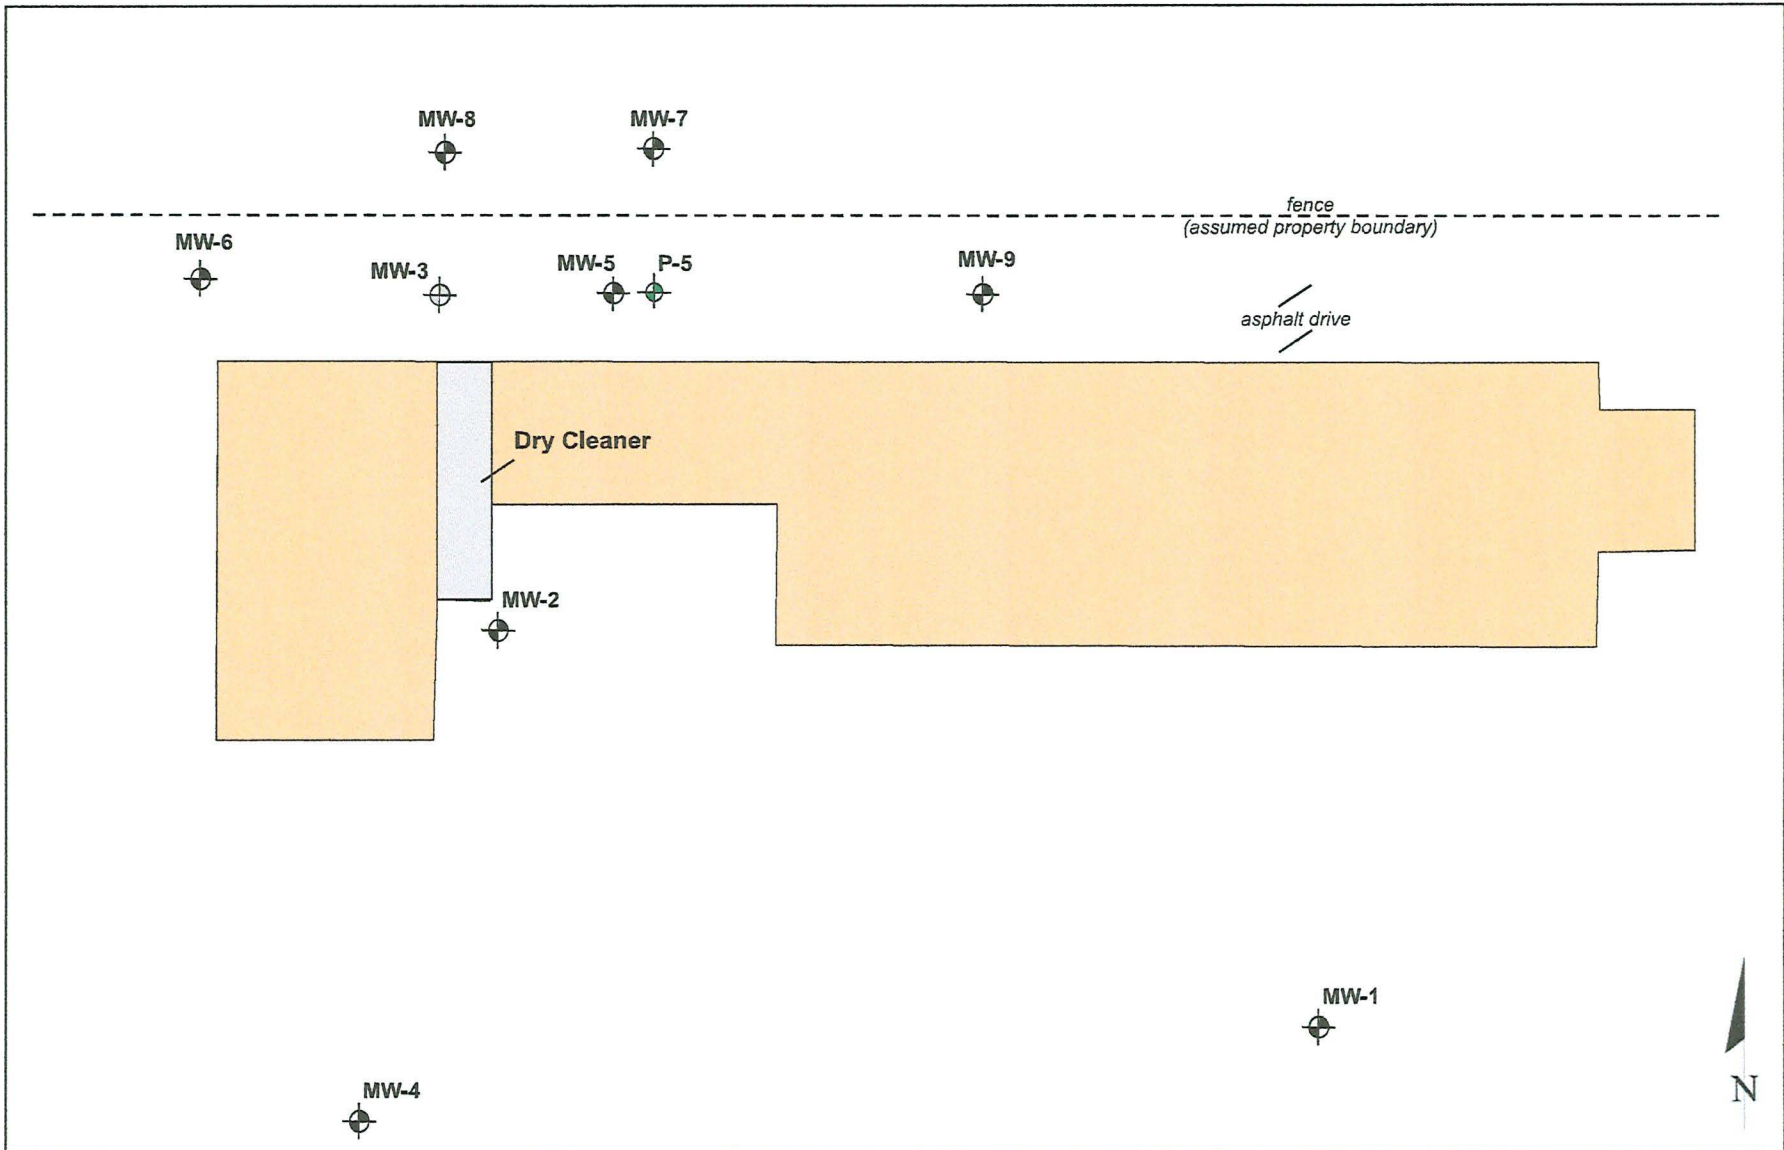 MW-8
MW-7
fence
(assumed property boundary)
MW-6
MW-3
MW-5
P-5
MW-9
asphalt drive
Dry Cleaner
MW-2
MW-1
MW-4
N